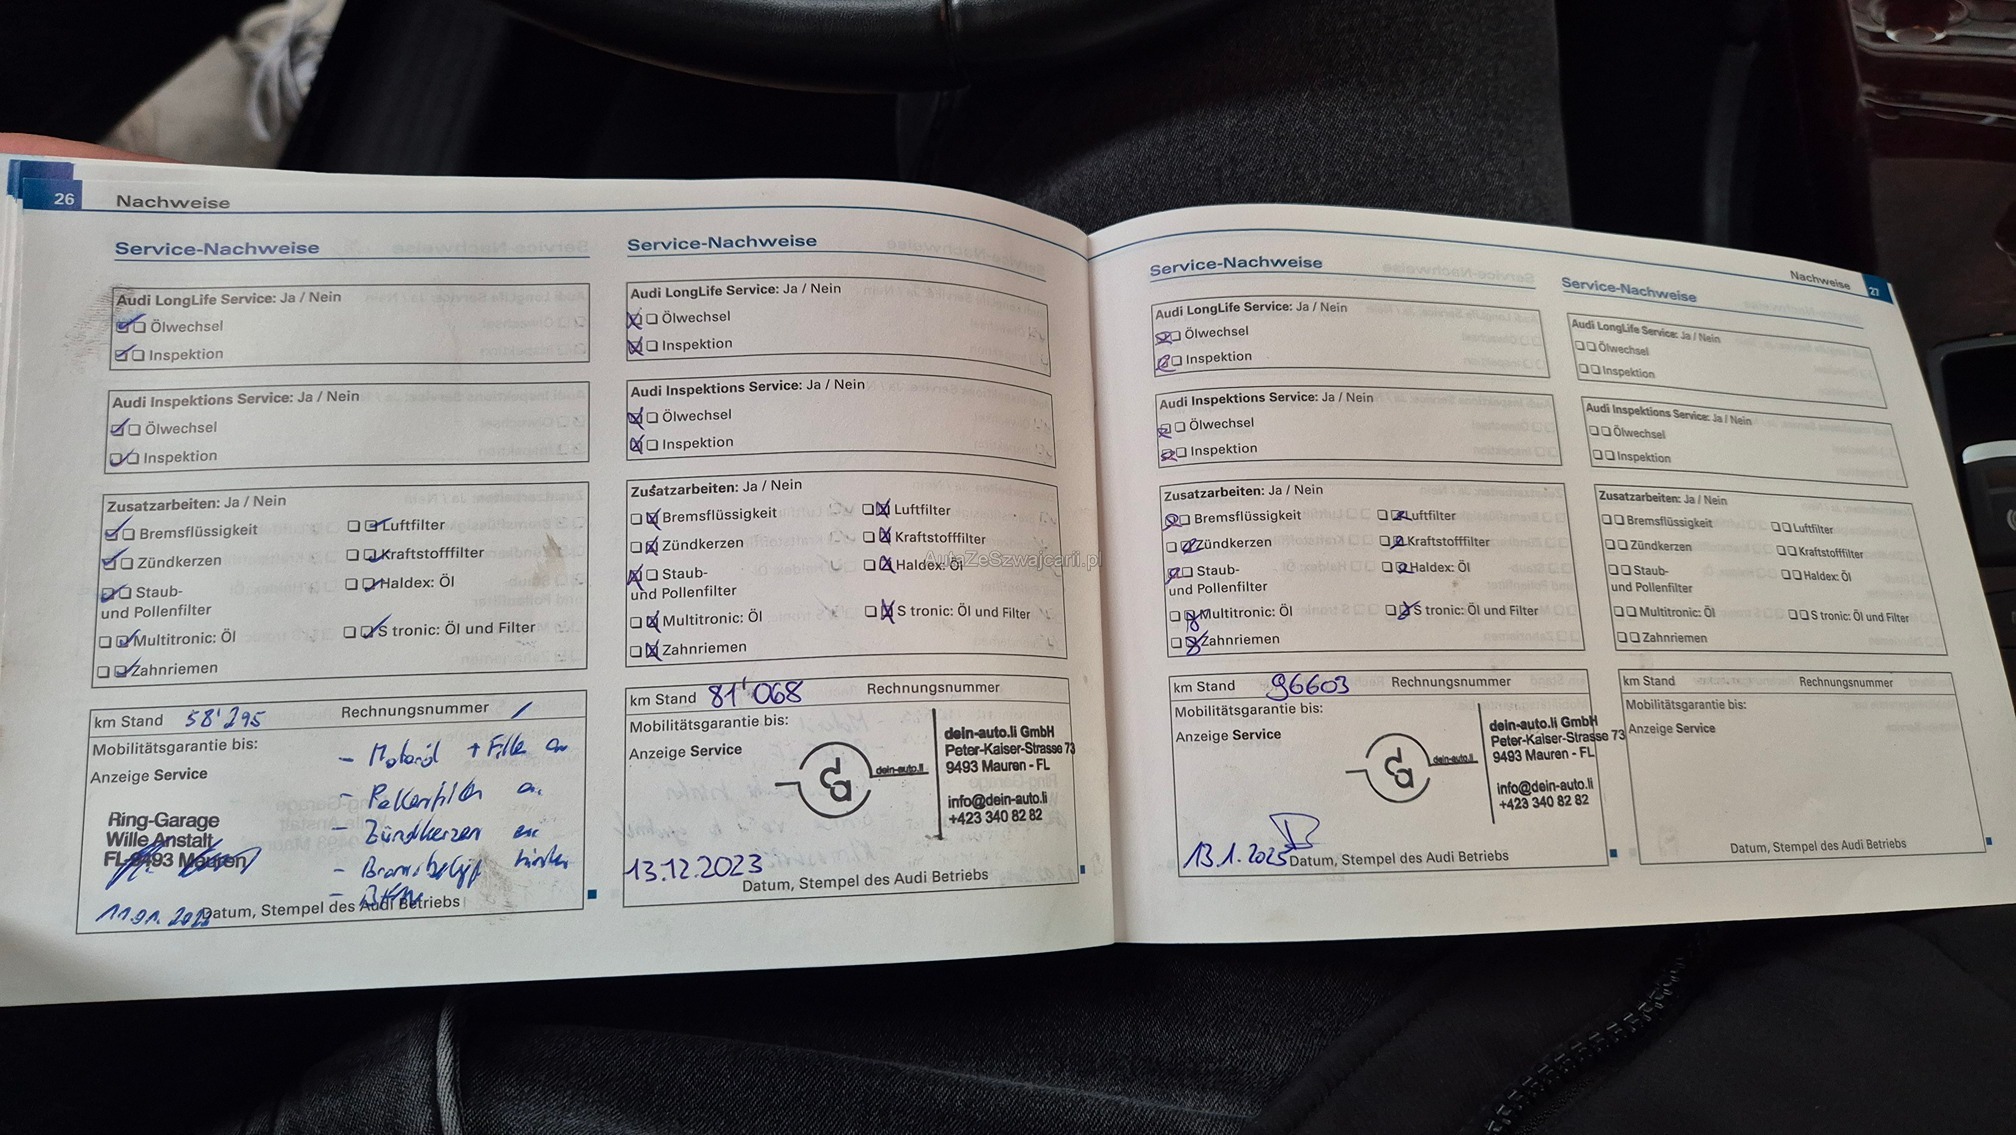 26
Nachweise
Service-Nachweise
Audi LongLife Service: Ja / Nein
Ölwechsel
Inspektion
Audi Inspektions Service: Ja / Nein
Ölwechsel
Inspektion
Zusatzarbeiten: Ja / Nein
Bremsflüssigkeit
Luftfilter
Zündkerzen
Kraftstofffilter
Staub-
und Pollenfilter
Haldex: Öl
Multitronic: Öl
S tronic: Öl und Filter
Zahnriemen
km Stand 58'295 Rechnungsnummer /
Mobilitätsgarantie bis:
Anzeige Service
- Motoröl + Filter
- Pollenfilter
- Zündkerzen
Ring-Garage
Wille Anstalt
FL-9493 Mauren
Datum, Stempel des Audi Betriebs
Service-Nachweise
Audi LongLife Service: Ja / Nein
Ölwechsel
Inspektion
Audi Inspektions Service: Ja / Nein
Ölwechsel
Inspektion
Zusatzarbeiten: Ja / Nein
Bremsflüssigkeit
Luftfilter
Zündkerzen
Kraftstofffilter
Staub-
und Pollenfilter
Haldex: Öl
Multitronic: Öl
S tronic: Öl und Filter
Zahnriemen
km Stand 81'068 Rechnungsnummer
Mobilitätsgarantie bis:
Anzeige Service
da
dein-auto.li
dein-auto.li GmbH
Peter-Kaiser-Strasse 73
9493 Mauren - FL
info@dein-auto.li
+423 340 82 82
13.12.2023
Datum, Stempel des Audi Betriebs
AutaZeSzwajcarii.pl
Nachweise
27
Service-Nachweise
Audi LongLife Service: Ja / Nein
Ölwechsel
Inspektion
Audi Inspektions Service: Ja / Nein
Ölwechsel
Inspektion
Zusatzarbeiten: Ja / Nein
Bremsflüssigkeit
Luftfilter
Zündkerzen
Kraftstofffilter
Staub-
und Pollenfilter
Haldex: Öl
Multitronic: Öl
S tronic: Öl und Filter
Zahnriemen
km Stand 96603 Rechnungsnummer
Mobilitätsgarantie bis:
Anzeige Service
da
dein-auto.li
dein-auto.li GmbH
Peter-Kaiser-Strasse 73
9493 Mauren - FL
info@dein-auto.li
+423 340 82 82
13.1.2025
Datum, Stempel des Audi Betriebs
Service-Nachweise
Audi LongLife Service: Ja / Nein
Ölwechsel
Inspektion
Audi Inspektions Service: Ja / Nein
Ölwechsel
Inspektion
Zusatzarbeiten: Ja / Nein
Bremsflüssigkeit
Luftfilter
Zündkerzen
Kraftstofffilter
Staub-
und Pollenfilter
Haldex: Öl
Multitronic: Öl
S tronic: Öl und Filter
Zahnriemen
km Stand Rechnungsnummer
Mobilitätsgarantie bis:
Anzeige Service
Datum, Stempel des Audi Betriebs